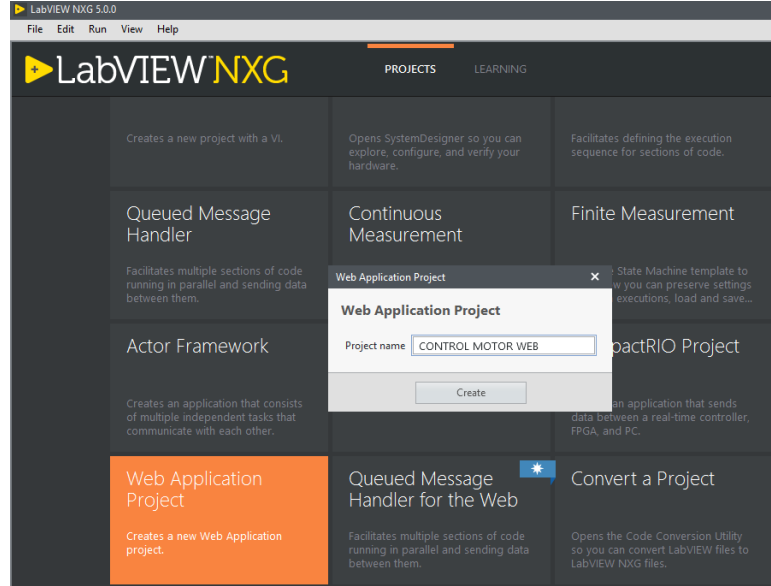 LabVIEW NXG 5.0.0
File Edit Run View Help
LabVIEW™NXG
PROJECTS LEARNING
Creates a new project with a VI.
Opens SystemDesigner so you can
explore, configure, and verify your
hardware.
Facilitates defining the execution
sequence for sections of code.
Queued Message
Handler
Facilitates multiple sections of code
running in parallel and sending data
between them.
Continuous
Measurement
Finite Measurement
State Machine template to
you can preserve settings
executions, load and save...
Web Application Project
Web Application Project
Project name CONTROL MOTOR WEB
Create
Actor Framework
Creates an application that consists
of multiple independent tasks that
communicate with each other.
pactRIO Project
an application that sends
data between a real-time controller,
FPGA, and PC.
Web Application
Project
Creates a new Web Application
project.
Queued Message
Handler for the Web
Facilitates multiple sections of code
running in parallel and sending data
between them.
Convert a Project
Opens the Code Conversion Utility
so you can convert LabVIEW files to
LabVIEW NXG files.